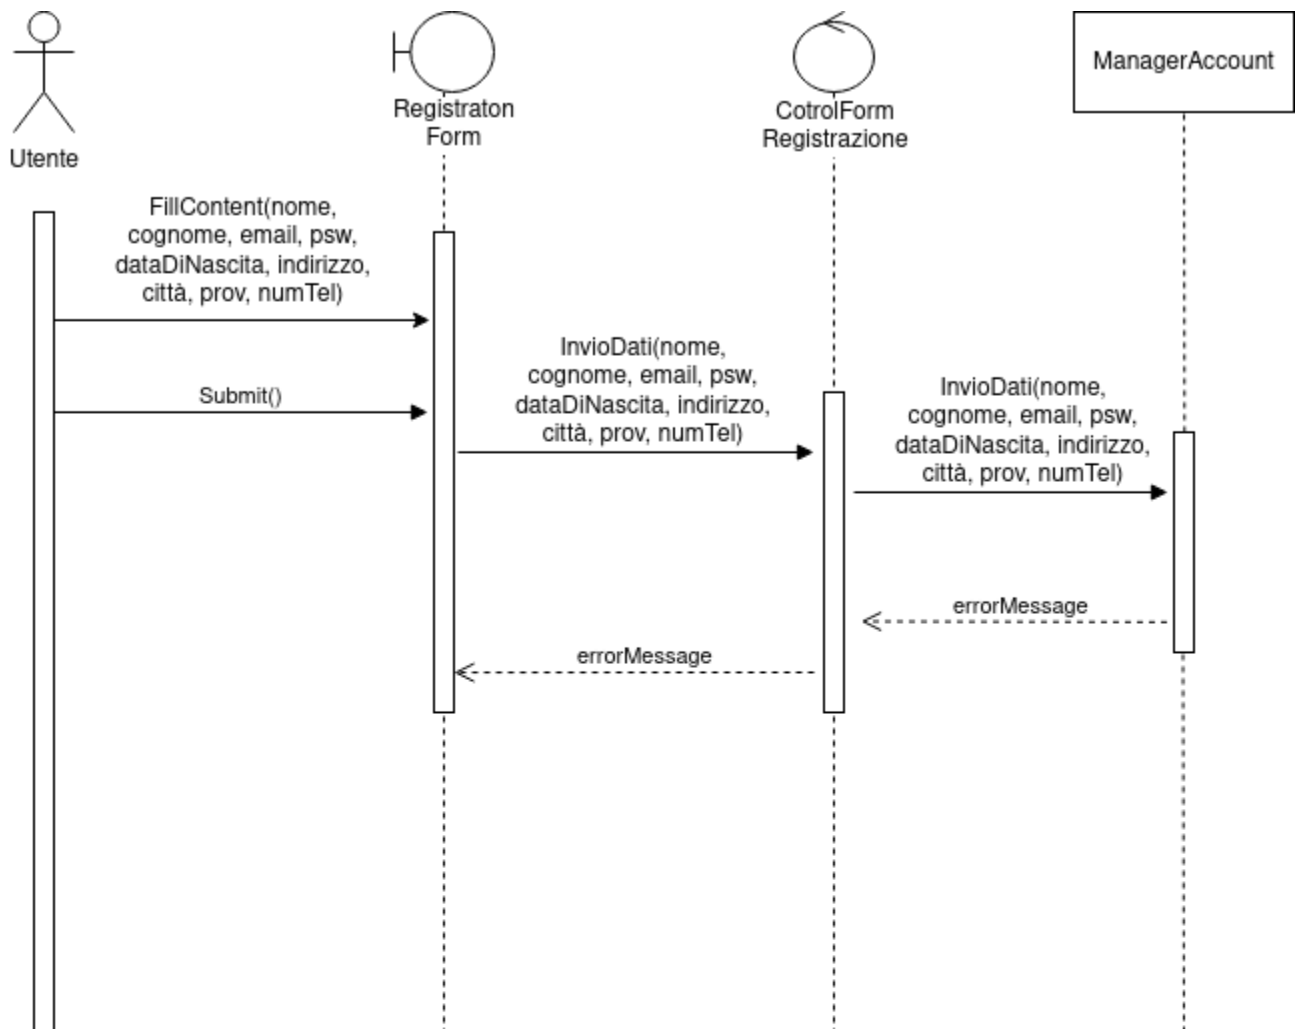 Utente
Registraton
Form
CotrolForm
Registrazione
ManagerAccount
FillContent(nome,
cognome, email, psw,
dataDiNascita, indirizzo,
città, prov, numTel)
Submit()
InvioDati(nome,
cognome, email, psw,
dataDiNascita, indirizzo,
città, prov, numTel)
InvioDati(nome,
cognome, email, psw,
dataDiNascita, indirizzo,
città, prov, numTel)
errorMessage
errorMessage